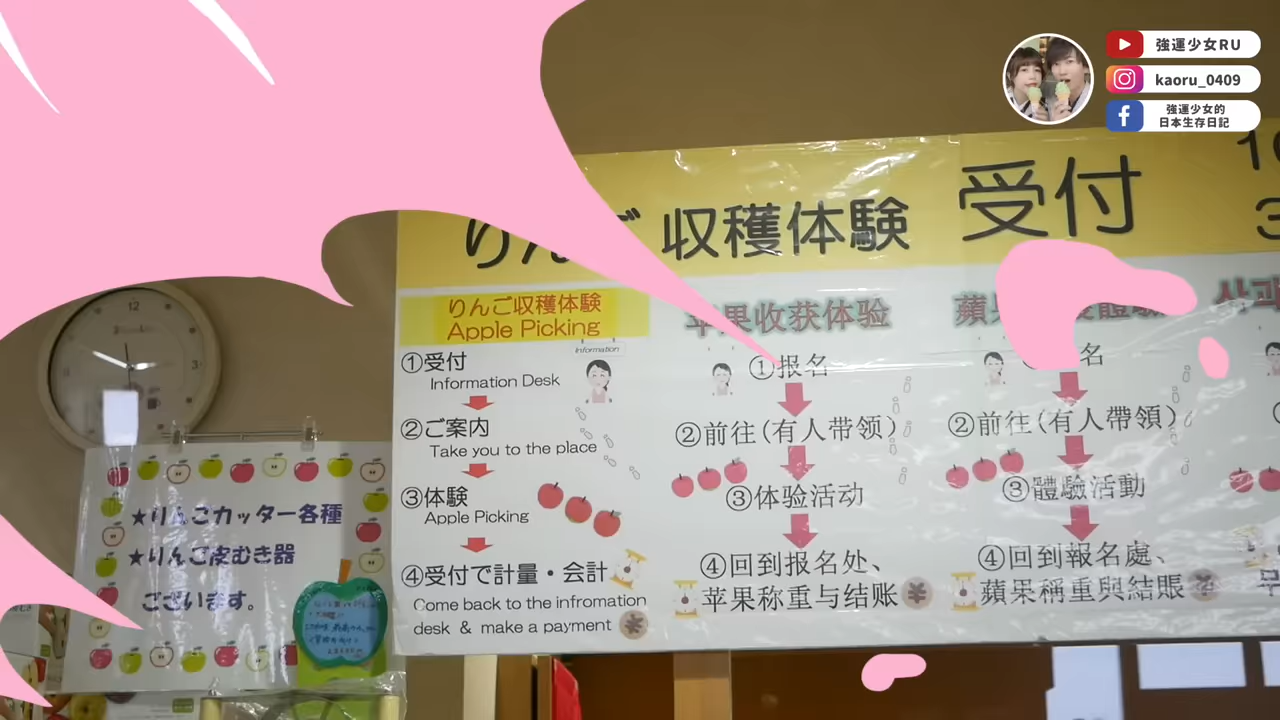 強運少女RU
kaoru_0409
強運少女的
日本生存日記
収穫体験 受付
りんご収穫体験
Apple Picking
①受付
Information Desk
Information
②ご案内
Take you to the place
③体験
Apple Picking
④受付で計量・会計
Come back to the infromation
desk & make a payment
苹果收获体验
①报名
②前往(有人带领)
③体验活动
④回到报名处、
苹果称重与结账
名
②前往(有人帶領)
③體驗活動
④回到報名處、
蘋果稱重與結賬
★りんごカッター各種
★りんご皮むき器
ございます。
12
3